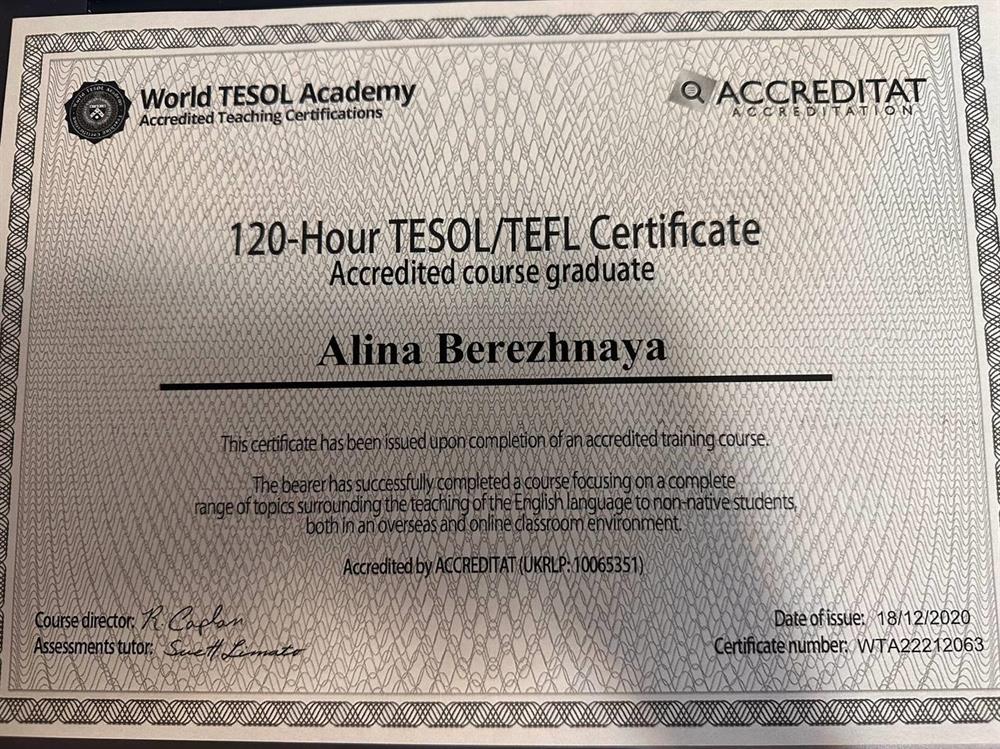 World TESOL Academy
Accredited Teaching Certifications
ACCREDITAT
ACCREDITATION
120-Hour TESOL/TEFL Certificate
Accredited course graduate
Alina Berezhnaya
This certificate has been issued upon completion of an accredited training course.
The bearer has successfully completed a course focusing on a complete
range of topics surrounding the teaching of the English language to non-native students,
both in an overseas and online classroom environment.
Accredited by ACCREDITAT (UKRLP: 10065351)
Course director: R. Caplan
Assessments tutor: Limato
Date of issue: 18/12/2020
Certificate number: WTA22212063